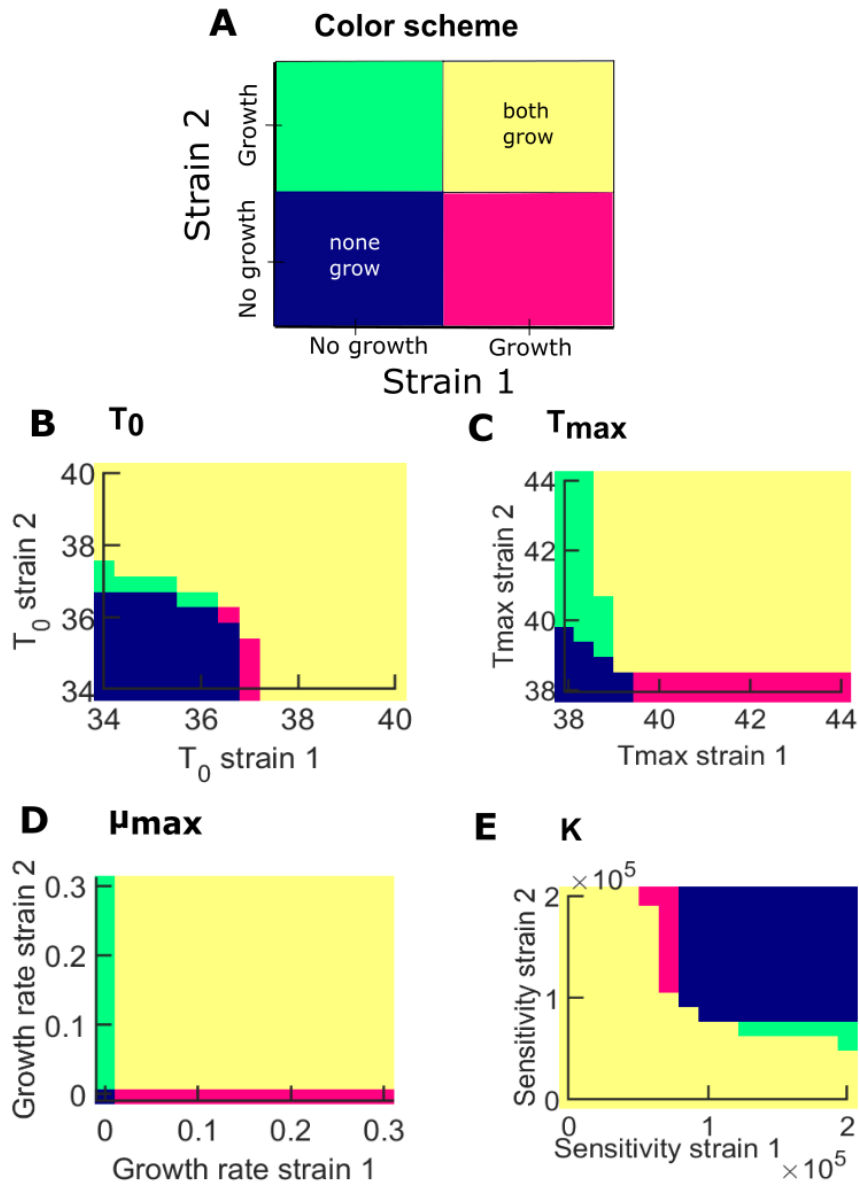 A Color scheme
Strain 2
Growth
No growth
both
grow
none
grow
No growth Growth
Strain 1
B T0
T0 strain 2
40
38
36
34
34 36 38 40
T0 strain 1
C Tmax
Tmax strain 2
44
42
40
38
38 40 42 44
Tmax strain 1
D μmax
Growth rate strain 2
0.3
0.2
0.1
0
0 0.1 0.2 0.3
Growth rate strain 1
E K
×10^5
Sensitivity strain 2
2
1
0
0 1 2
Sensitivity strain 1
×10^5